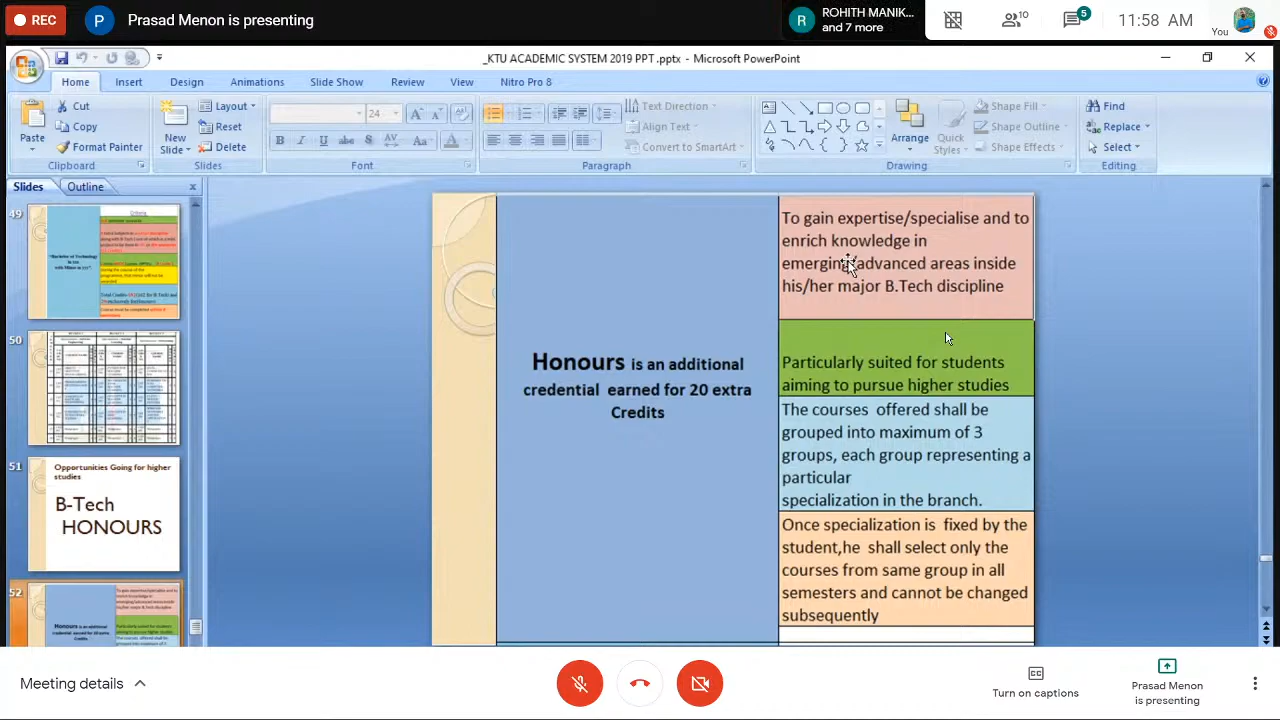 REC
P
Prasad Menon is presenting
R
ROHITH MANIK...
and 7 more
10
5
11:58 AM
You
_KTU ACADEMIC SYSTEM 2019 PPT .pptx - Microsoft PowerPoint
Home Insert Design Animations Slide Show Review View Nitro Pro 8
Paste
Cut
Copy
Format Painter
Clipboard
New
Slide
Layout
Reset
Delete
Slides
24
B I U abc S AV Aa A
Font
Text Direction
Align Text
Convert to SmartArt
Paragraph
Arrange
Quick
Styles
Shape Fill
Shape Outline
Shape Effects
Drawing
Find
Replace
Select
Editing
Slides Outline x
49
50
51
Opportunities Going for higher
studies
B-Tech
HONOURS
52
Honours is an additional
credential earned for 20 extra
Credits
To gain expertise/specialise and to
enrich knowledge in
emerging/advanced areas inside
his/her major B.Tech discipline
Particularly suited for students
aiming to pursue higher studies
The courses offered shall be
grouped into maximum of 3
groups, each group representing a
particular
specialization in the branch.
Once specialization is fixed by the
student,he shall select only the
courses from same group in all
semesters and cannot be changed
subsequently
Meeting details
CC
Turn on captions
Prasad Menon
is presenting